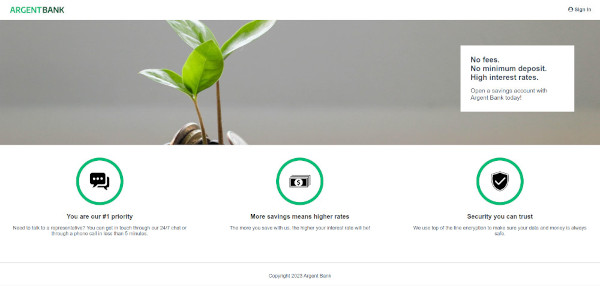 ARGENTBANK
Sign In
No fees.
No minimum deposit.
High interest rates.
Open a savings account with
Argent Bank today!
You are our #1 priority
Need to talk to a representative? You can get in touch through our 24/7 chat or
through a phone call in less than 5 minutes.
More savings means higher rates
The more you save with us, the higher your interest rate will be!
Security you can trust
We use top of the line encryption to make sure your data and money is always
safe.
Copyright 2023 Argent Bank